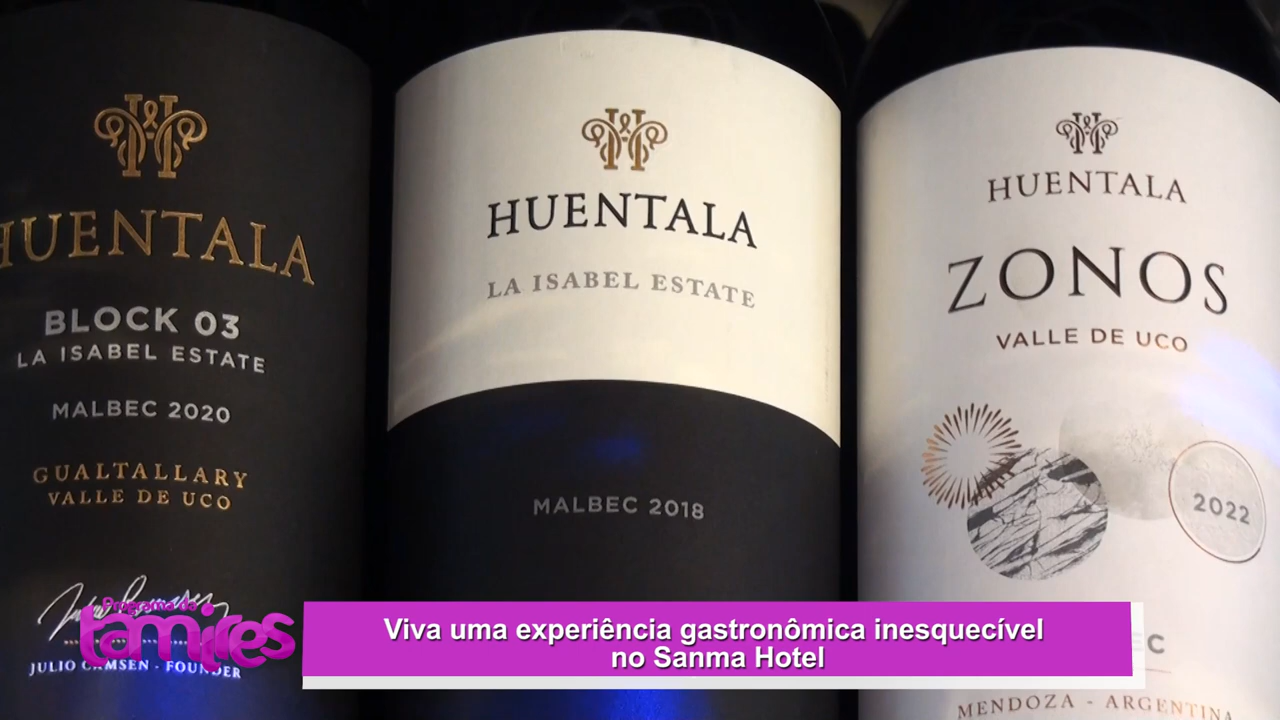 HUENTALA
BLOCK 03
LA ISABEL ESTATE
MALBEC 2020
GUALTALLARY
VALLE DE UCO
JULIO CAMSEN - FOUNDER
HUENTALA
LA ISABEL ESTATE
MALBEC 2018
HUENTALA
ZONOS
VALLE DE UCO
2022
MENDOZA - ARGENTINA
Programa da
tamires
Viva uma experiência gastronômica inesquecível
no Sanma Hotel